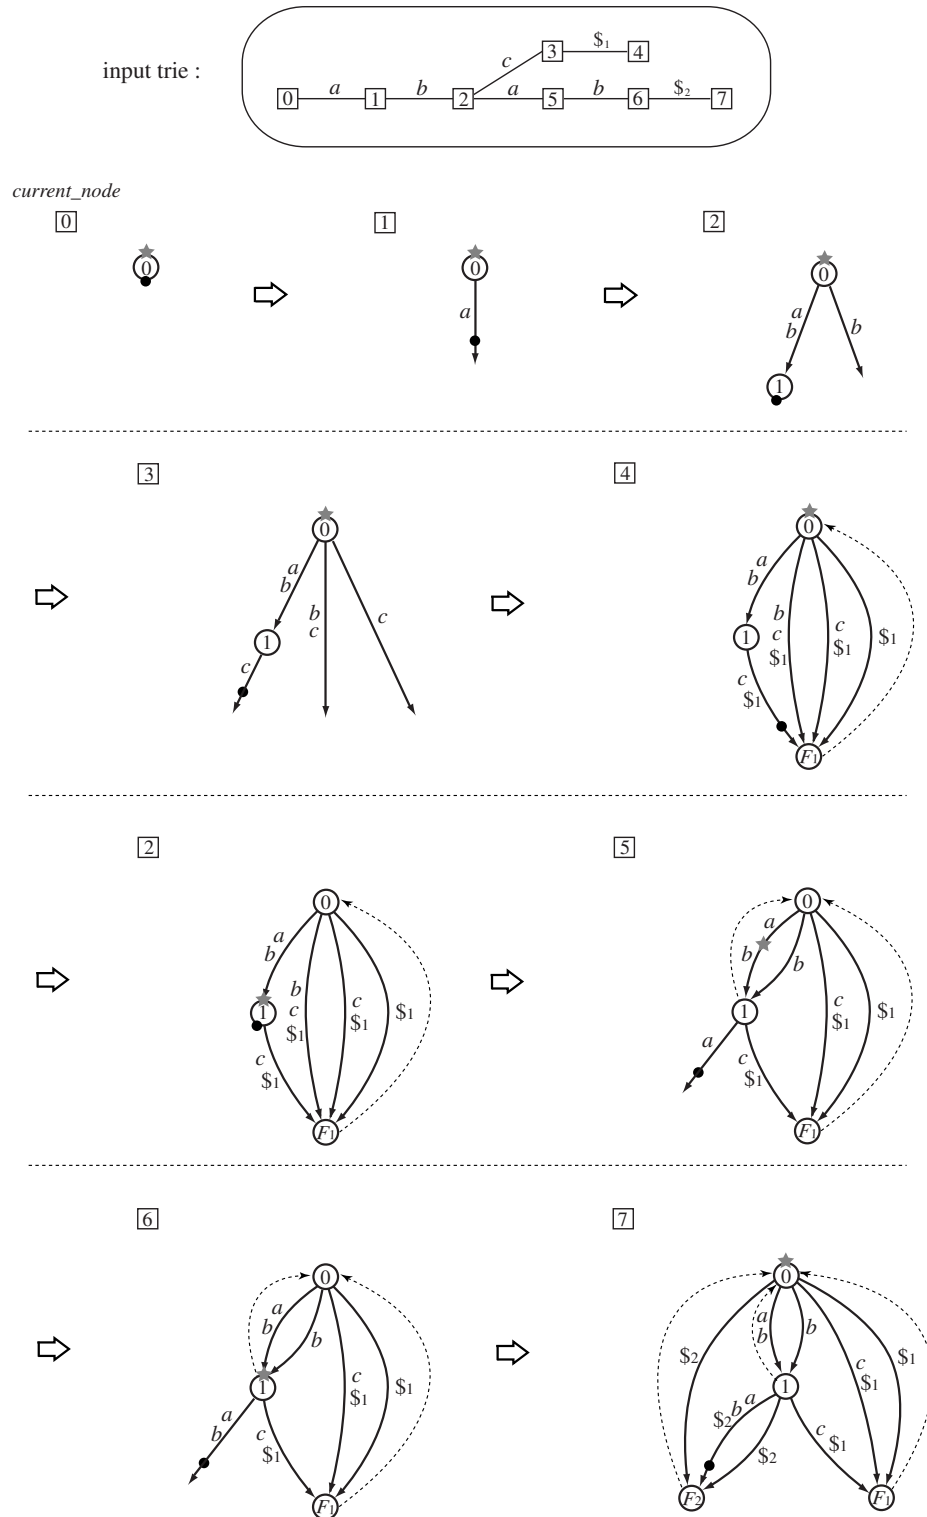 3 $1 4
c
input trie :
0 a 1 b 2 a 5 b 6 $2 7
current_node
0 1 2
0 0 0
a
a b b
1
3 4
0 0
a b b c c
a b b c $1 c $1 $1
1 1
c c $1
F1
2 5
0 0
a b b c $1 c $1 $1
a b b c $1 $1
1 1
c $1 a c $1
F1 F1
6 7
0 0
a b b c $1 $1
$2 a b b c $1 $1
1 1
a b c $1
a b $2 $2 c $1
F1 F2 F1